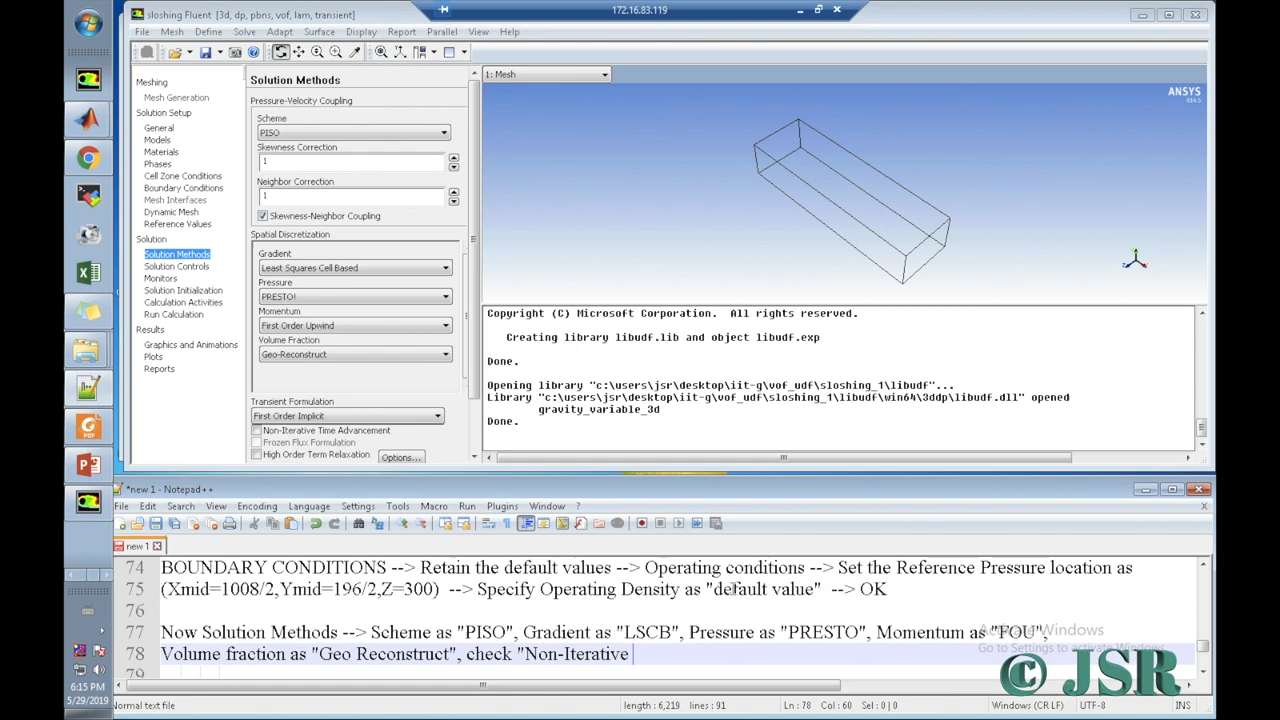 sloshing Fluent  [3d, dp, pbns, vof, lam, transient]
172.16.83.119
File Mesh Define Solve Adapt Surface Display Report Parallel View Help
Meshing
Mesh Generation
Solution Setup
General
Models
Materials
Phases
Cell Zone Conditions
Boundary Conditions
Mesh Interfaces
Dynamic Mesh
Reference Values
Solution
Solution Methods
Solution Controls
Monitors
Solution Initialization
Calculation Activities
Run Calculation
Results
Graphics and Animations
Plots
Reports
Solution Methods
Pressure-Velocity Coupling
Scheme
PISO
Skewness Correction
1
Neighbor Correction
1
Skewness-Neighbor Coupling
Spatial Discretization
Gradient
Least Squares Cell Based
Pressure
PRESTO!
Momentum
First Order Upwind
Volume Fraction
Geo-Reconstruct
Transient Formulation
First Order Implicit
Non-Iterative Time Advancement
Frozen Flux Formulation
High Order Term Relaxation
Options...
1: Mesh
ANSYS
Copyright (C) Microsoft Corporation.  All rights reserved.
Creating library libudf.lib and object libudf.exp
Done.
Opening library "c:\users\jsr\desktop\iit-g\vof_udf\sloshing_1\libudf"...
Library "c:\users\jsr\desktop\iit-g\vof_udf\sloshing_1\libudf\win64\3ddp\libudf.dll" opened
gravity_variable_3d
Done.
*new 1 - Notepad++
File Edit Search View Encoding Language Settings Tools Macro Run Plugins Window ?
X
new 1
74 BOUNDARY CONDITIONS --> Retain the default values --> Operating conditions--> Set the Reference Pressure location as
75 (Xmid=1008/2,Ymid=196/2,Z=300)  --> Specify Operating Density as "default value"  --> OK
76
77 Now Solution Methods --> Scheme as "PISO", Gradient as "LSCB", Pressure as "PRESTO", Momentum as "FOU",
78 Volume fraction as "Geo Reconstruct", check "Non-Iterative
79
Activate Windows
Go to Settings to activate Windows.
© JSR
Normal text file
length : 6,219 lines : 91
Ln : 78 Col : 60 Sel : 0 | 0
Windows (CR LF)
UTF-8
INS
6:15 PM
5/29/2019